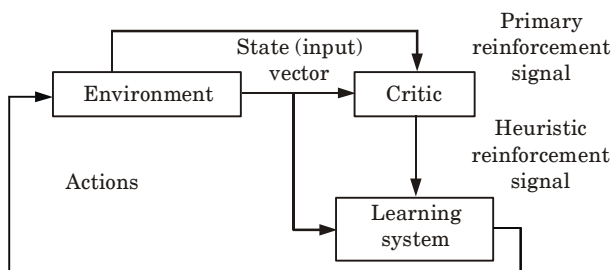 Primary
reinforcement
signal
State (input)
vector
Environment
Critic
Heuristic
reinforcement
signal
Actions
Learning
system